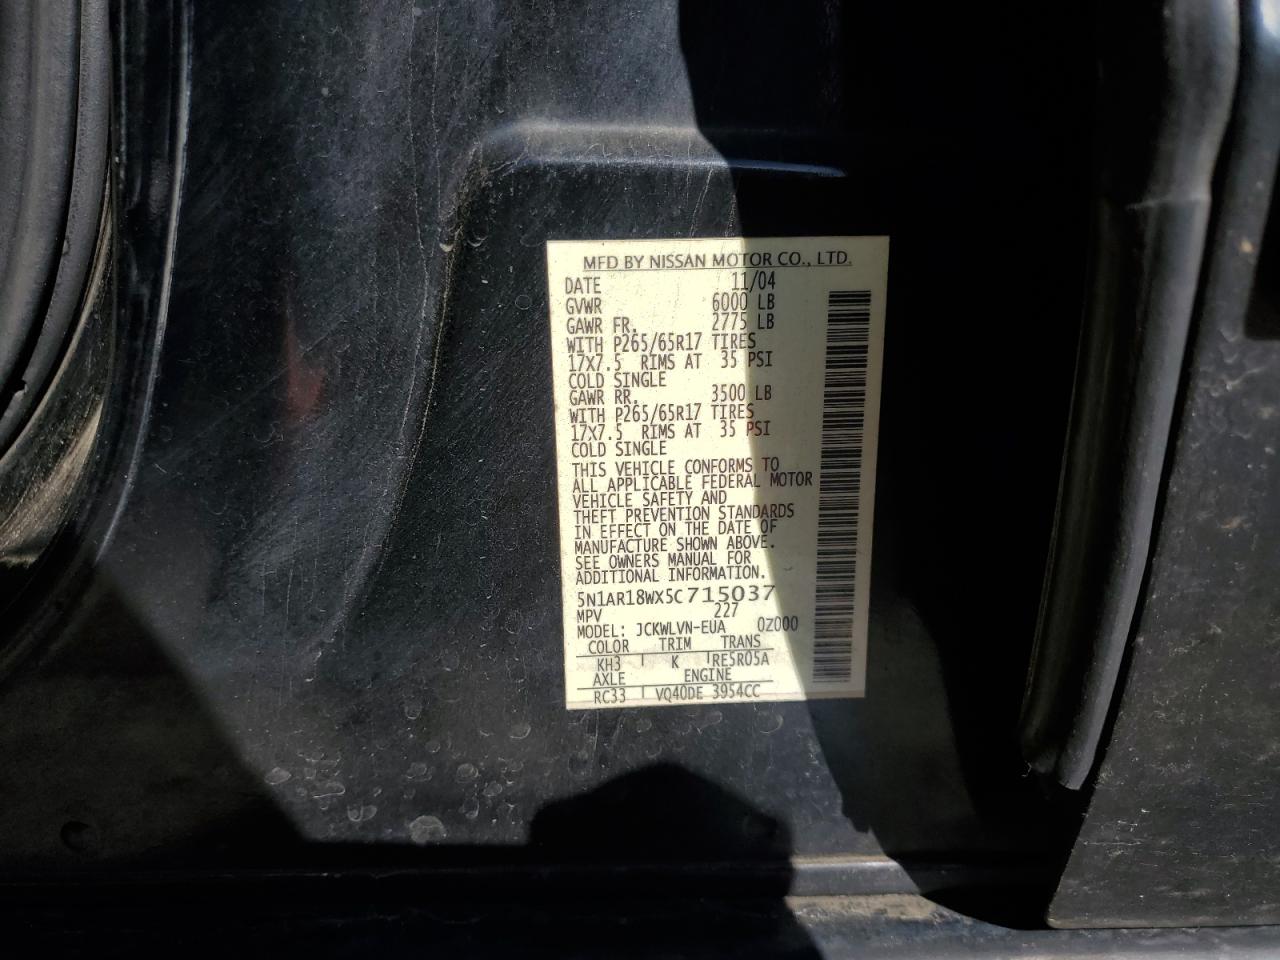 MFD BY NISSAN MOTOR CO., LTD.
DATE 11/04
GVWR 6000 LB
GAWR FR. 2775 LB
WITH P265/65R17 TIRES
17X7.5 RIMS AT 35 PSI
COLD SINGLE
GAWR RR. 3500 LB
WITH P265/65R17 TIRES
17X7.5 RIMS AT 35 PSI
COLD SINGLE
THIS VEHICLE CONFORMS TO
ALL APPLICABLE FEDERAL MOTOR
VEHICLE SAFETY AND
THEFT PREVENTION STANDARDS
IN EFFECT ON THE DATE OF
MANUFACTURE SHOWN ABOVE.
SEE OWNERS MANUAL FOR
ADDITIONAL INFORMATION.
5N1AR18WX5C715037
MPV 227
MODEL: JCKWLVN-EUA 0Z000
COLOR TRIM TRANS
KH3 K RE5R05A
AXLE ENGINE
RC33 VQ40DE 3954CC